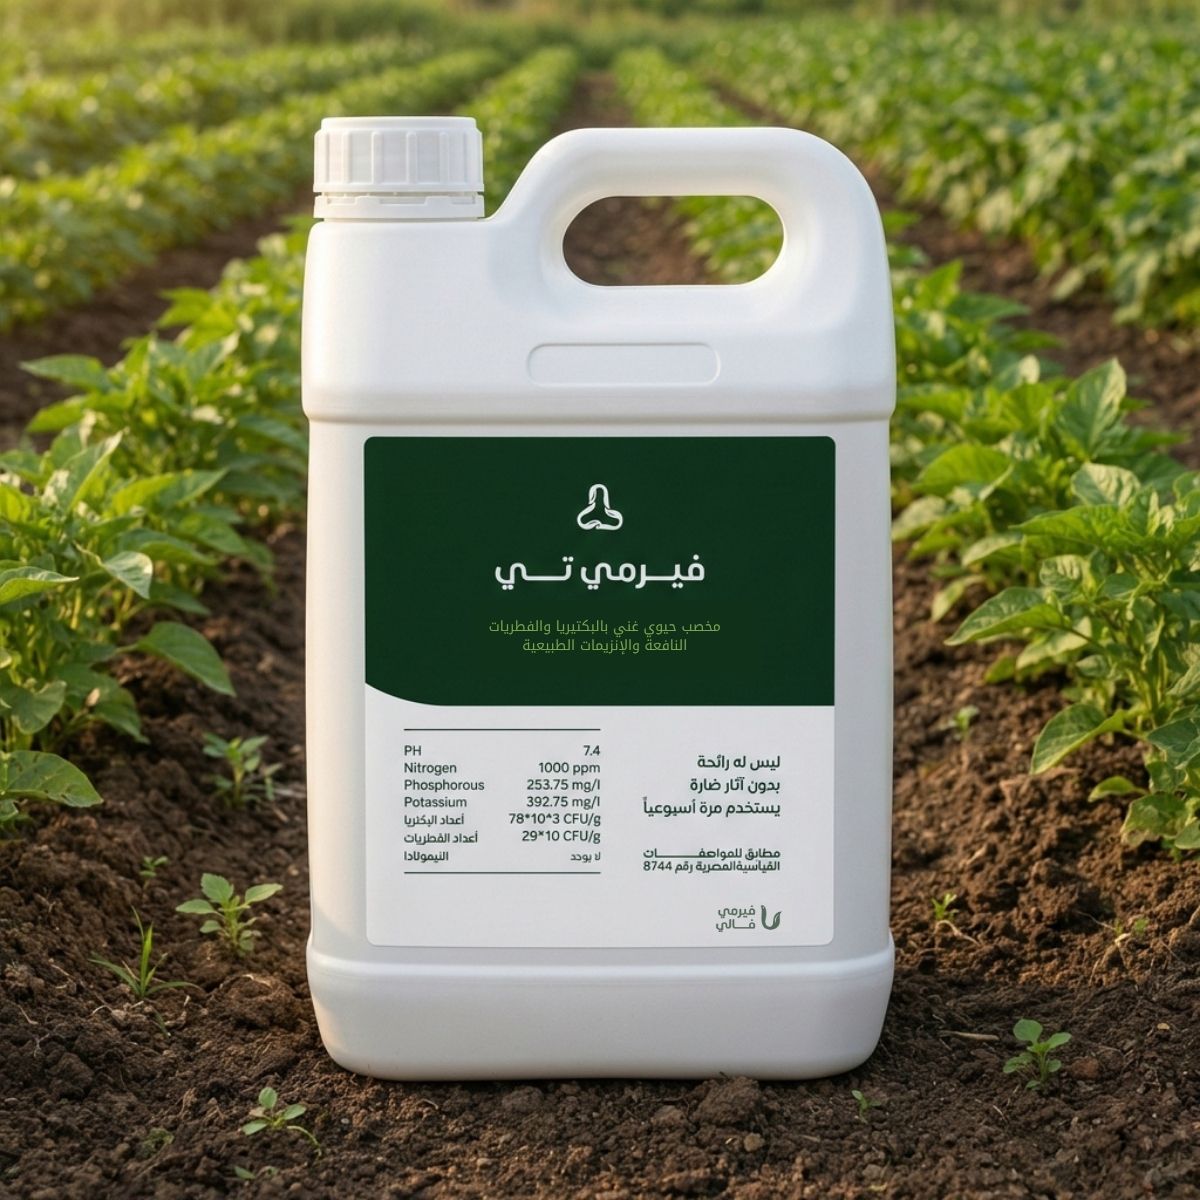 فيرمي تي
مخصب حيوي غني بالبكتيريا والفطريات
النافعة والإنزيمات الطبيعية
PH 7.4
Nitrogen 1000 ppm
Phosphorous 253.75 mg/l
Potassium 392.75 mg/l
أعداد البكتريا 78*10^3 CFU/g
أعداد الفطريات 29*10 CFU/g
النيموتادا لا يوجد
ليس له رائحة
بدون آثار ضارة
يستخدم مرة أسبوعياً
مطابق للمواصفات
القياسية المصرية رقم 8744
فيرمي
فالي